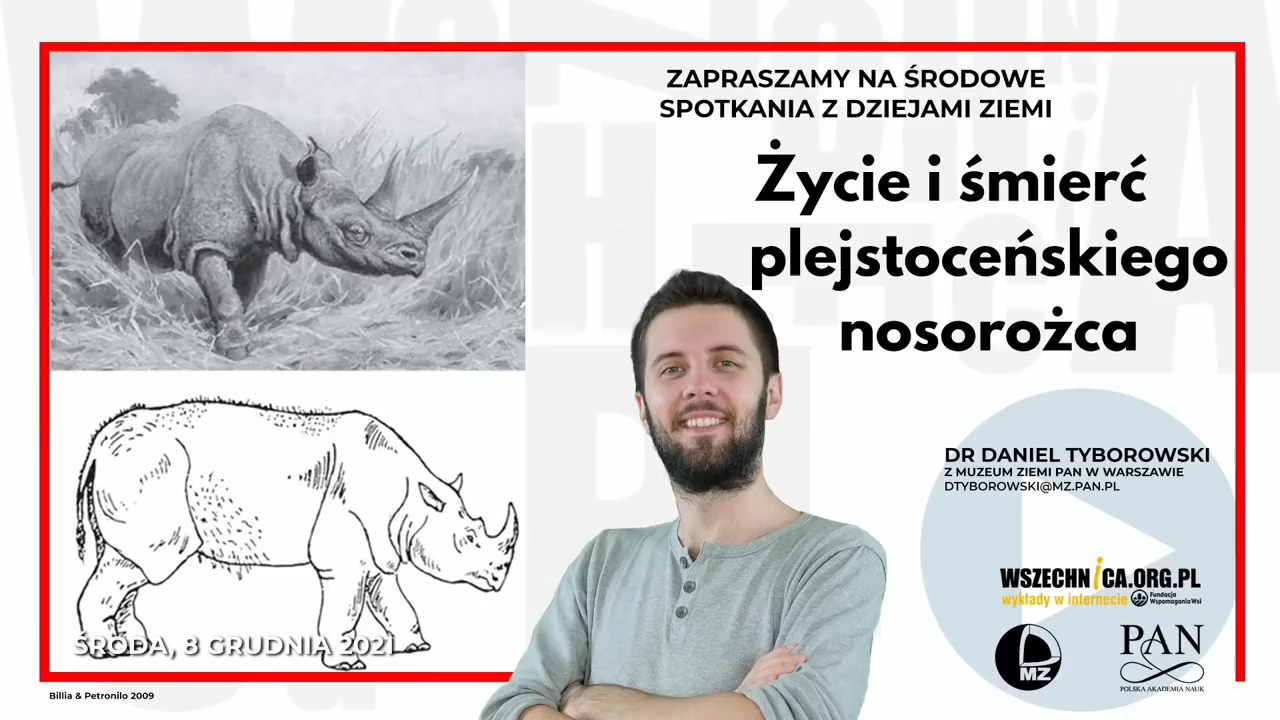 ZAPRASZAMY NA ŚRODOWE
SPOTKANIA Z DZIEJAMI ZIEMI
Życie i śmierć
plejstoceńskiego
nosorożca
DR DANIEL TYBOROWSKI
Z MUZEUM ZIEMI PAN W WARSZAWIE
DTYBOROWSKI@MZ.PAN.PL
WSZECHNiCA.ORG.PL
wykłady w internecie
Fundacja
Wspomagania Wsi
MZ
PAN
POLSKA AKADEMIA NAUK
ŚRODA, 8 GRUDNIA 2021
Billia & Petronilo 2009